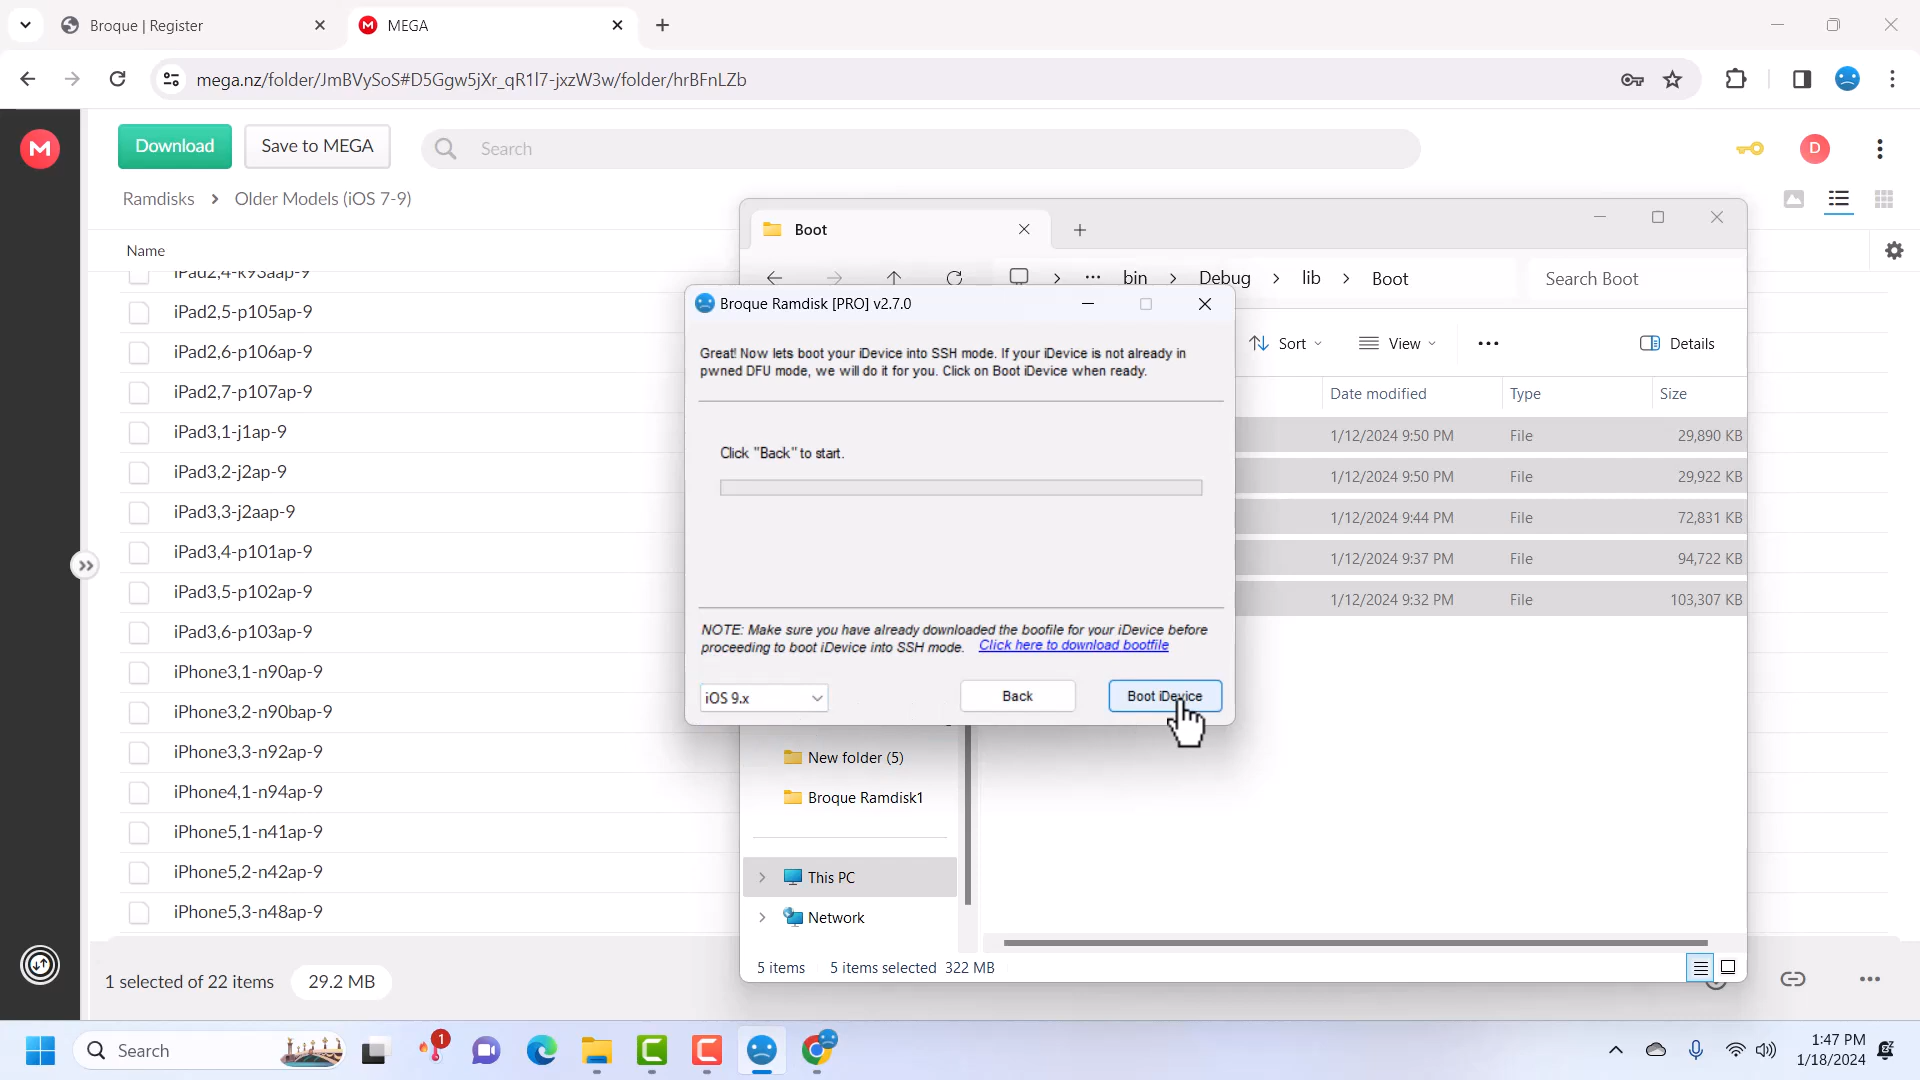 Broque | Register
MEGA
mega.nz/folder/JmBVySoS#D5Ggw5jXr_qR1l7-jxzW3w/folder/hrBFnLZb
Download
Save to MEGA
Search
D
Ramdisks > Older Models (iOS 7-9)
Name
iPad2,4-k93aap-9
iPad2,5-p105ap-9
iPad2,6-p106ap-9
iPad2,7-p107ap-9
iPad3,1-j1ap-9
iPad3,2-j2ap-9
iPad3,3-j2aap-9
iPad3,4-p101ap-9
iPad3,5-p102ap-9
iPad3,6-p103ap-9
iPhone3,1-n90ap-9
iPhone3,2-n90bap-9
iPhone3,3-n92ap-9
iPhone4,1-n94ap-9
iPhone5,1-n41ap-9
iPhone5,2-n42ap-9
iPhone5,3-n48ap-9
1 selected of 22 items
29.2 MB
Boot
bin > Debug > lib > Boot
Search Boot
Sort
View
Details
Date modified
Type
Size
1/12/2024 9:50 PM File 29,890 KB
1/12/2024 9:50 PM File 29,922 KB
1/12/2024 9:44 PM File 72,831 KB
1/12/2024 9:37 PM File 94,722 KB
1/12/2024 9:32 PM File 103,307 KB
New folder (5)
Broque Ramdisk1
This PC
Network
5 items 5 items selected 322 MB
Broque Ramdisk [PRO] v2.7.0
Great! Now lets boot your iDevice into SSH mode. If your iDevice is not already in
pwned DFU mode, we will do it for you. Click on Boot iDevice when ready.
Click "Back" to start.
NOTE: Make sure you have already downloaded the boofile for your iDevice before
proceeding to boot iDevice into SSH mode. Click here to download bootfile
iOS 9.x
Back
Boot iDevice
Search
1
1:47 PM
1/18/2024